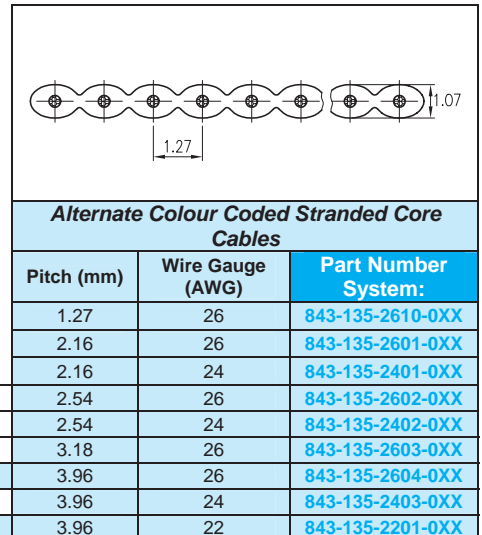 1.07
1.27
Alternate Colour Coded Stranded Core
Cables
Pitch (mm) Wire Gauge (AWG) Part Number System:
1.27 26 843-135-2610-0XX
2.16 26 843-135-2601-0XX
2.16 24 843-135-2401-0XX
2.54 26 843-135-2602-0XX
2.54 24 843-135-2402-0XX
3.18 26 843-135-2603-0XX
3.96 26 843-135-2604-0XX
3.96 24 843-135-2403-0XX
3.96 22 843-135-2201-0XX